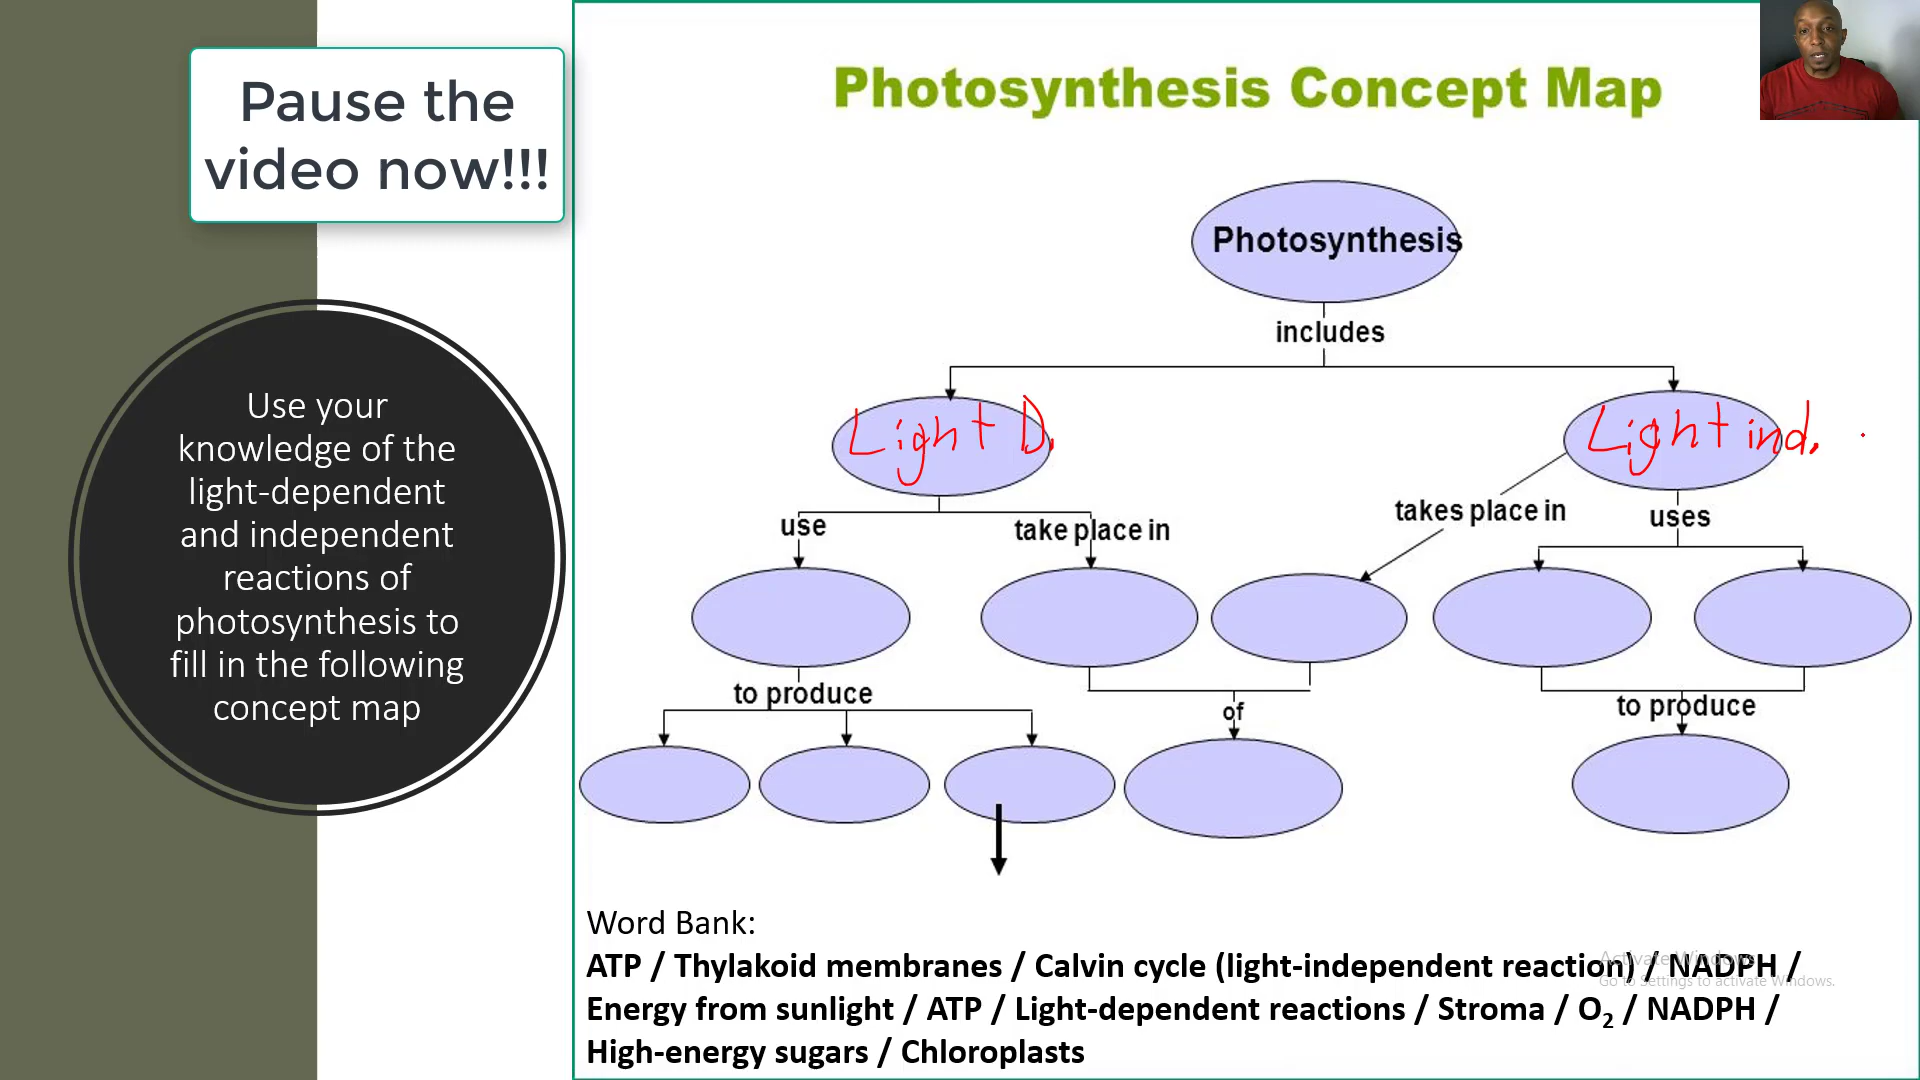 Pause the
video now!!!
Use your
knowledge of the
light-dependent
and independent
reactions of
photosynthesis to
fill in the following
concept map
Photosynthesis Concept Map
Photosynthesis
includes
Light D.
Light ind.
use
take place in
takes place in
uses
to produce
of
to produce
Word Bank:
ATP / Thylakoid membranes / Calvin cycle (light-independent reaction) / NADPH /
Energy from sunlight / ATP / Light-dependent reactions / Stroma / O₂ / NADPH /
High-energy sugars / Chloroplasts
Activate Windows
Go to Settings to activate Windows.